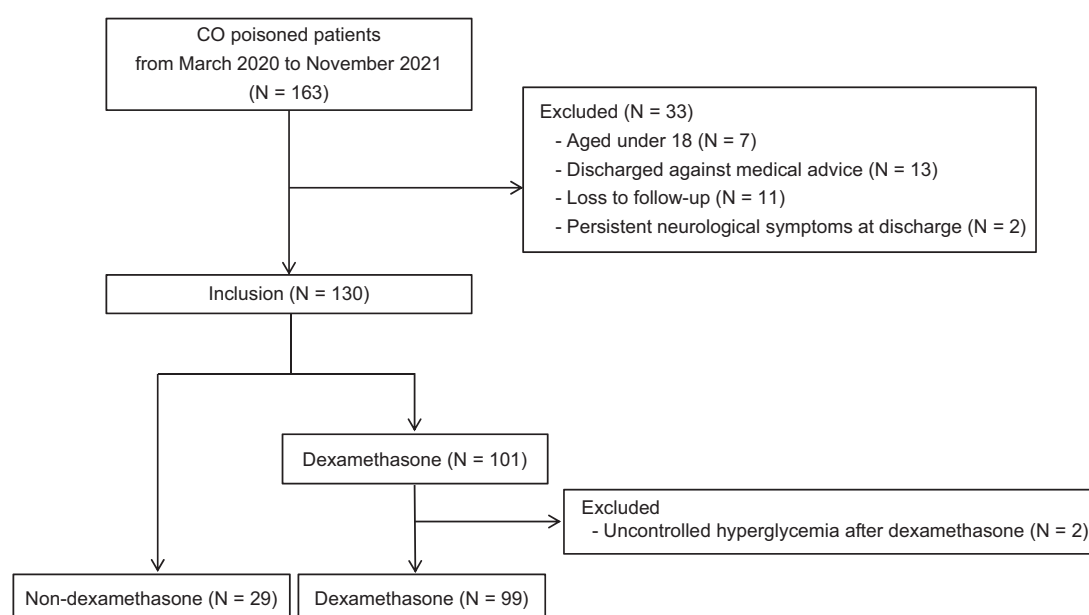 CO poisoned patients
from March 2020 to November 2021
(N = 163)
Excluded (N = 33)
- Aged under 18 (N = 7)
- Discharged against medical advice (N = 13)
- Loss to follow-up (N = 11)
- Persistent neurological symptoms at discharge (N = 2)
Inclusion (N = 130)
Dexamethasone (N = 101)
Excluded
- Uncontrolled hyperglycemia after dexamethasone (N = 2)
Non-dexamethasone (N = 29)
Dexamethasone (N = 99)